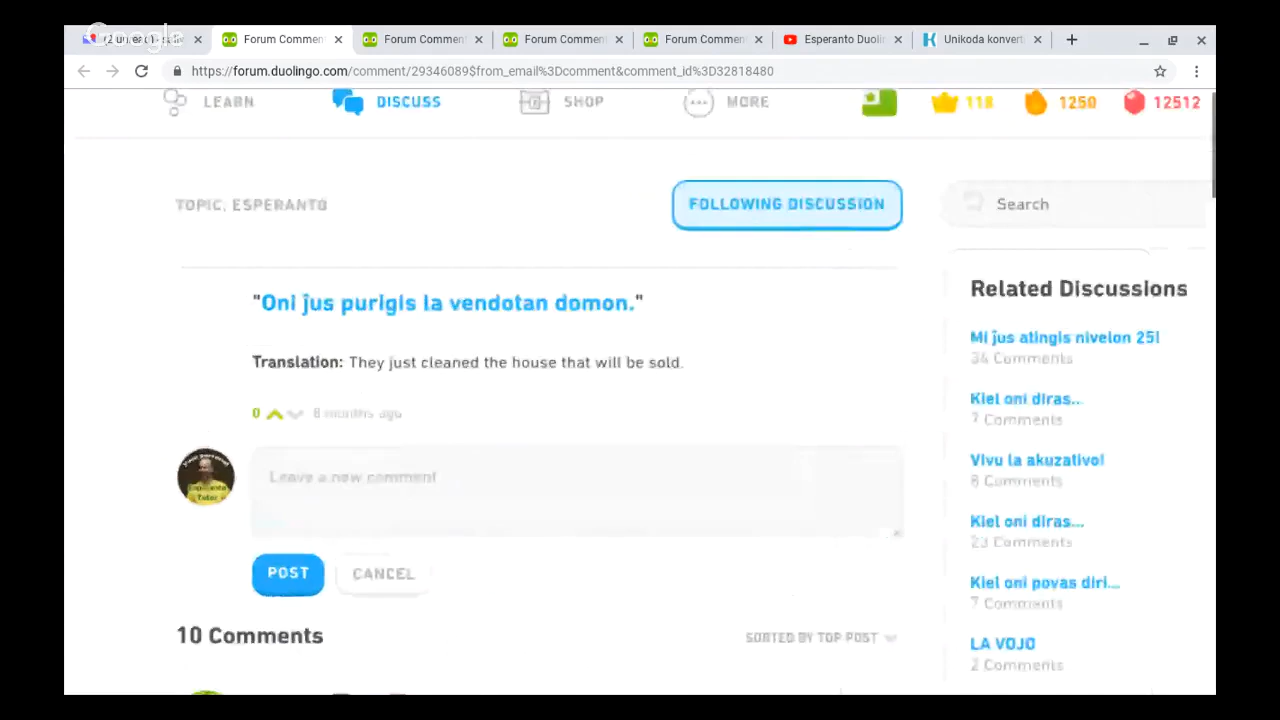 Google
Forum Commen
Forum Commen
Forum Commen
Forum Commen
Esperanto Duolin
Unikoda konvert
https://forum.duolingo.com/comment/29346089$from_email%3Dcomment&comment_id%3D32818480
LEARN DISCUSS SHOP MORE 118 1250 12512
TOPIC, ESPERANTO
FOLLOWING DISCUSSION
Search
"Oni ĵus purigis la vendotan domon."
Translation: They just cleaned the house that will be sold.
0 8 months ago
Leave a new comment
POST CANCEL
10 Comments
SORTED BY TOP POST
Related Discussions
Mi ĵus atingis nivelon 25!
34 Comments
Kiel oni diras...
7 Comments
Vivu la akuzativo!
8 Comments
Kiel oni diras...
23 Comments
Kiel oni povas diri...
7 Comments
LA VOJO
2 Comments